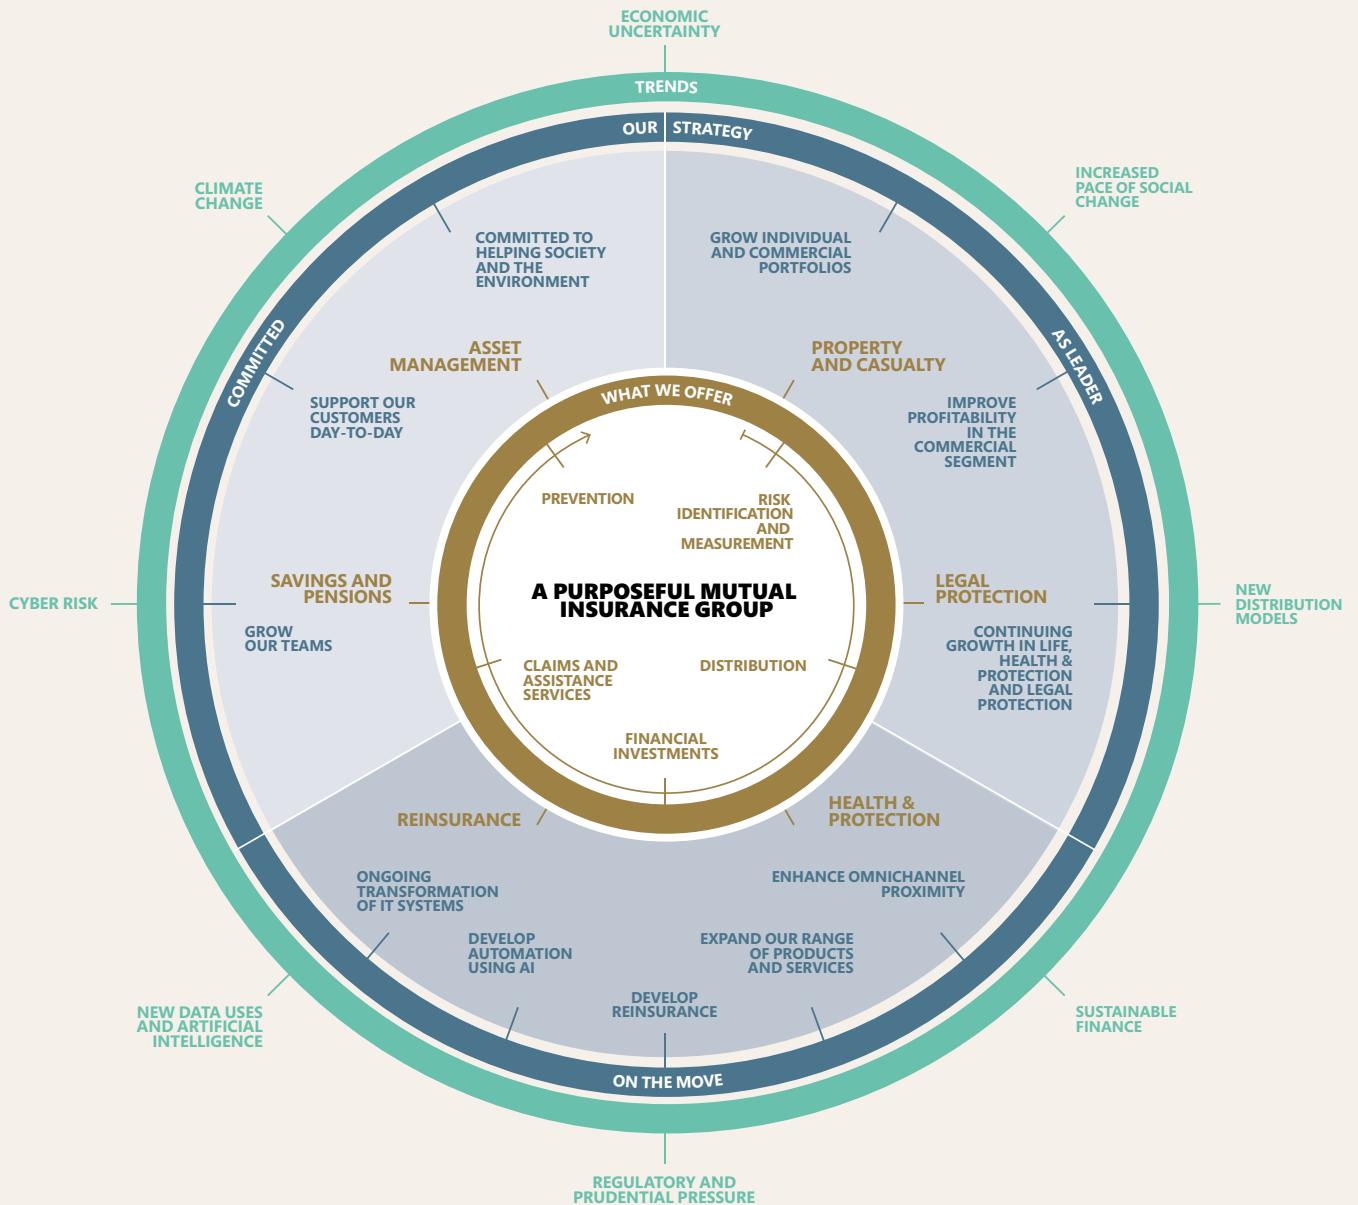 ECONOMIC
UNCERTAINTY
TRENDS
OUR STRATEGY
CLIMATE
CHANGE
INCREASED
PACE OF SOCIAL
CHANGE
COMMITTED TO
HELPING SOCIETY
AND THE
ENVIRONMENT
GROW INDIVIDUAL
AND COMMERCIAL
PORTFOLIOS
COMMITTED
AS LEADER
ASSET
MANAGEMENT
PROPERTY
AND CASUALTY
WHAT WE OFFER
SUPPORT OUR
CUSTOMERS
DAY-TO-DAY
IMPROVE
PROFITABILITY
IN THE
COMMERCIAL
SEGMENT
PREVENTION
RISK
IDENTIFICATION
AND
MEASUREMENT
A PURPOSEFUL MUTUAL
INSURANCE GROUP
CYBER RISK
SAVINGS AND
PENSIONS
LEGAL
PROTECTION
NEW
DISTRIBUTION
MODELS
GROW
OUR TEAMS
CONTINUING
GROWTH IN LIFE,
HEALTH &
PROTECTION
AND LEGAL
PROTECTION
CLAIMS AND
ASSISTANCE
SERVICES
DISTRIBUTION
FINANCIAL
INVESTMENTS
REINSURANCE
HEALTH &
PROTECTION
ONGOING
TRANSFORMATION
OF IT SYSTEMS
ENHANCE OMNICHANNEL
PROXIMITY
DEVELOP
AUTOMATION
USING AI
EXPAND OUR RANGE
OF PRODUCTS
AND SERVICES
DEVELOP
REINSURANCE
NEW DATA USES
AND ARTIFICIAL
INTELLIGENCE
SUSTAINABLE
FINANCE
ON THE MOVE
REGULATORY AND
PRUDENTIAL PRESSURE